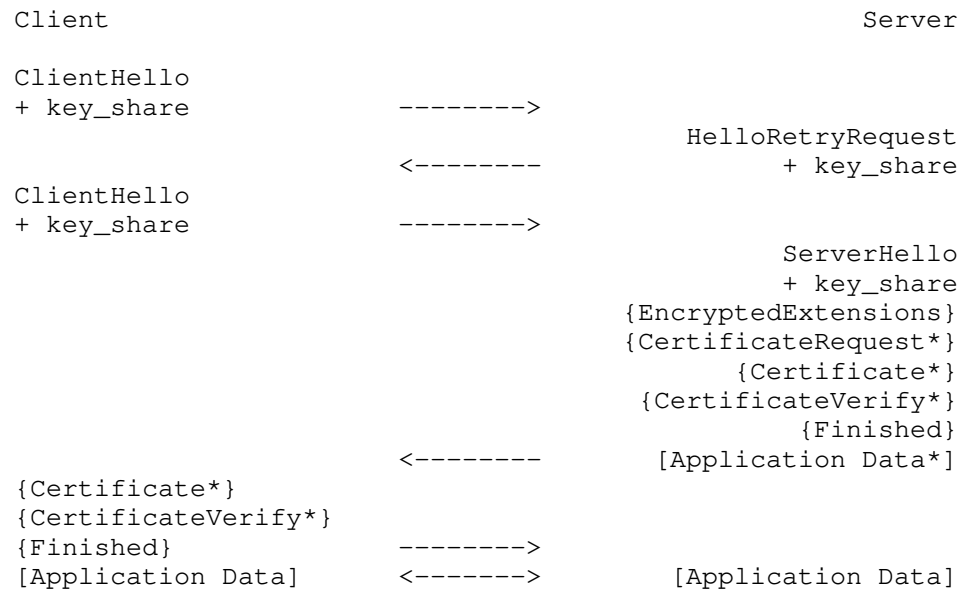 Client                                               Server

ClientHello
+ key_share             -------->
                                          HelloRetryRequest
                        <--------               + key_share
ClientHello
+ key_share             -------->
                                                ServerHello
                                                + key_share
                                      {EncryptedExtensions}
                                      {CertificateRequest*}
                                             {Certificate*}
                                       {CertificateVerify*}
                                                 {Finished}
                        <--------       [Application Data*]
{Certificate*}
{CertificateVerify*}
{Finished}              -------->
[Application Data]      <------->        [Application Data]